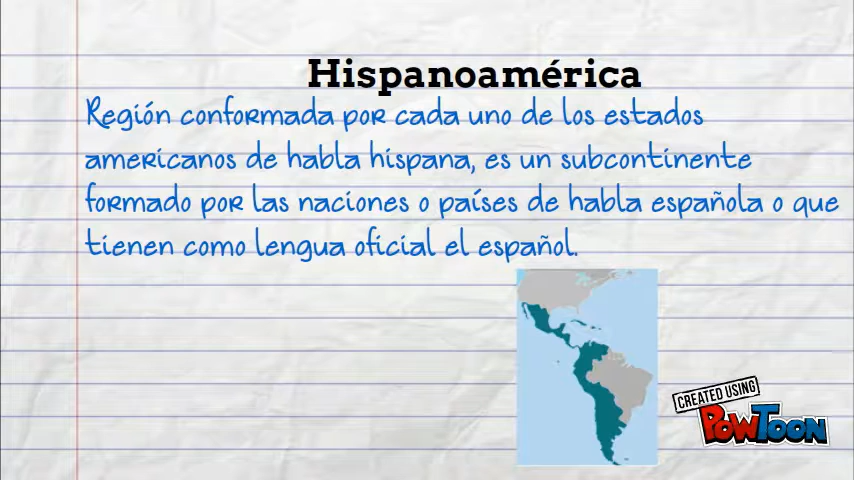 Hispanoamérica
Región conformada por cada uno de los estados
americanos de habla hispana, es un subcontinente
formado por las naciones o países de habla española o que
tienen como lengua oficial el español.
CREATED USING
POWTOON